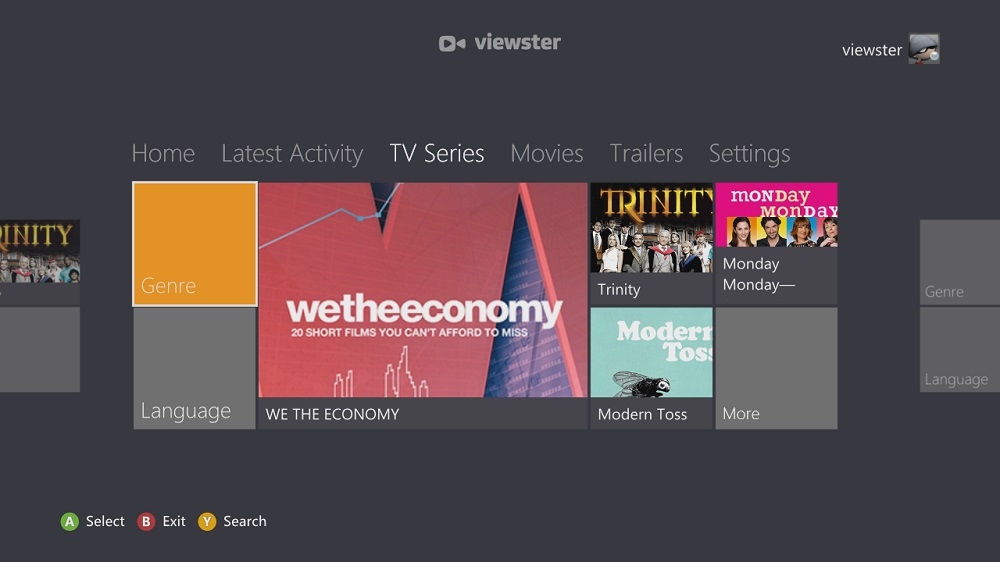 viewster
viewster
Home Latest Activity TV Series Movies Trailers Settings
TRINITY
MONDAY
MONDAY
INITY
Monday
Monday—
Genre
Genre
Trinity
wetheeconomy
20 SHORT FILMS YOU CAN'T AFFORD TO MISS
Modern
Toss
Language
Language
WE THE ECONOMY
Modern Toss
More
A Select B Exit Y Search